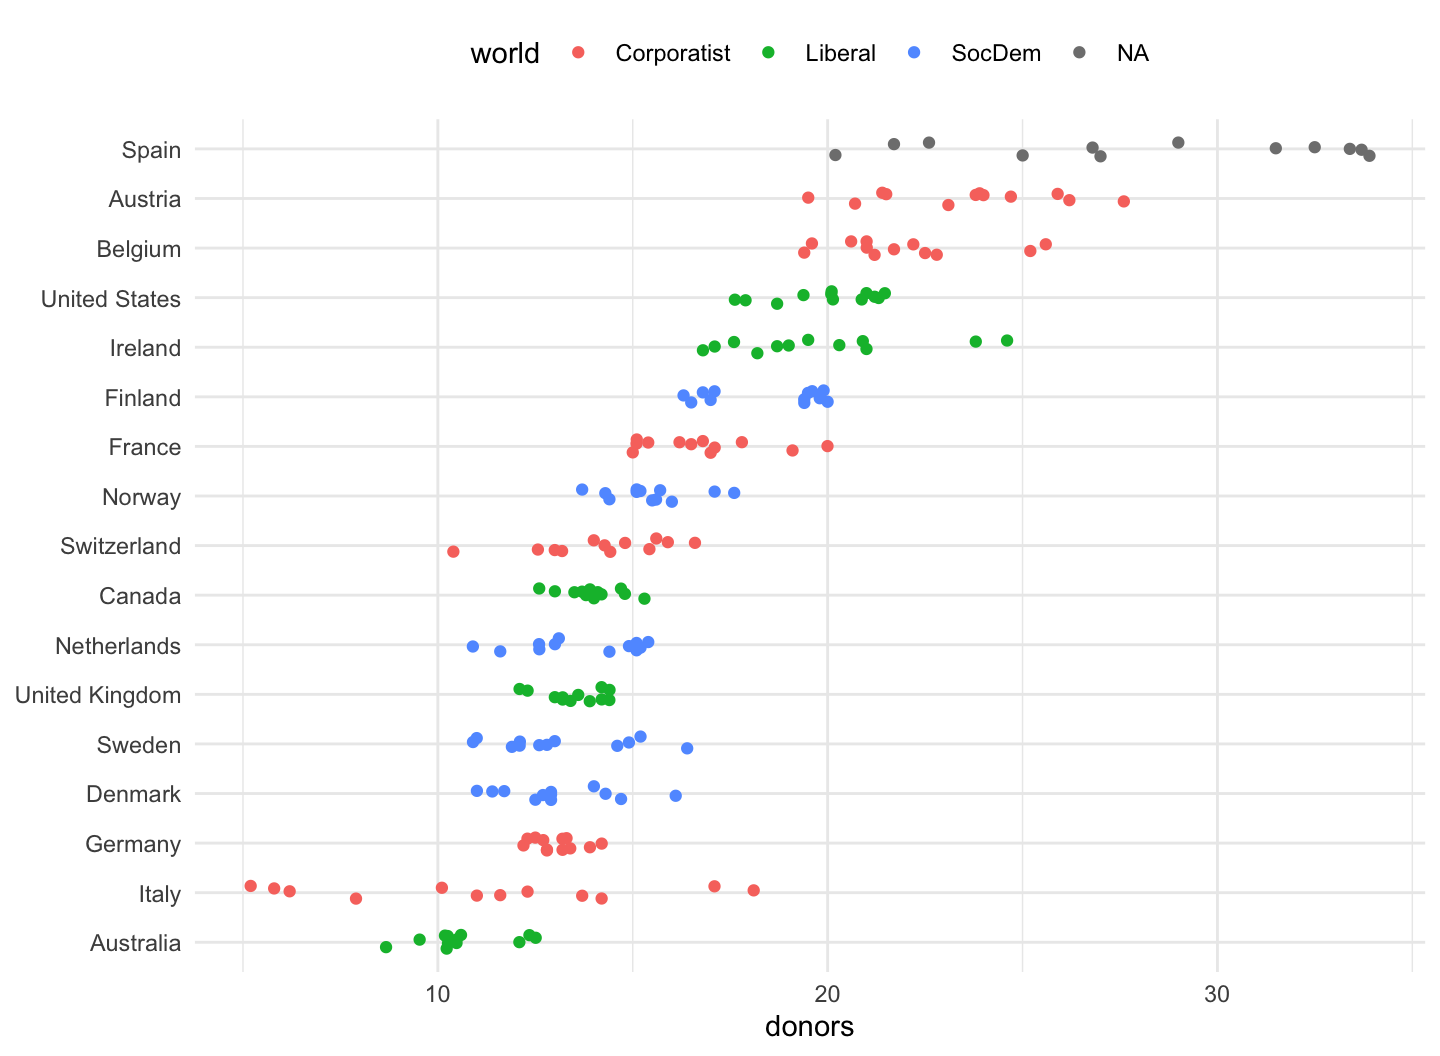 world Corporatist Liberal SocDem NA
Spain
Austria
Belgium
United States
Ireland
Finland
France
Norway
Switzerland
Canada
Netherlands
United Kingdom
Sweden
Denmark
Germany
Italy
Australia
10 20 30
donors